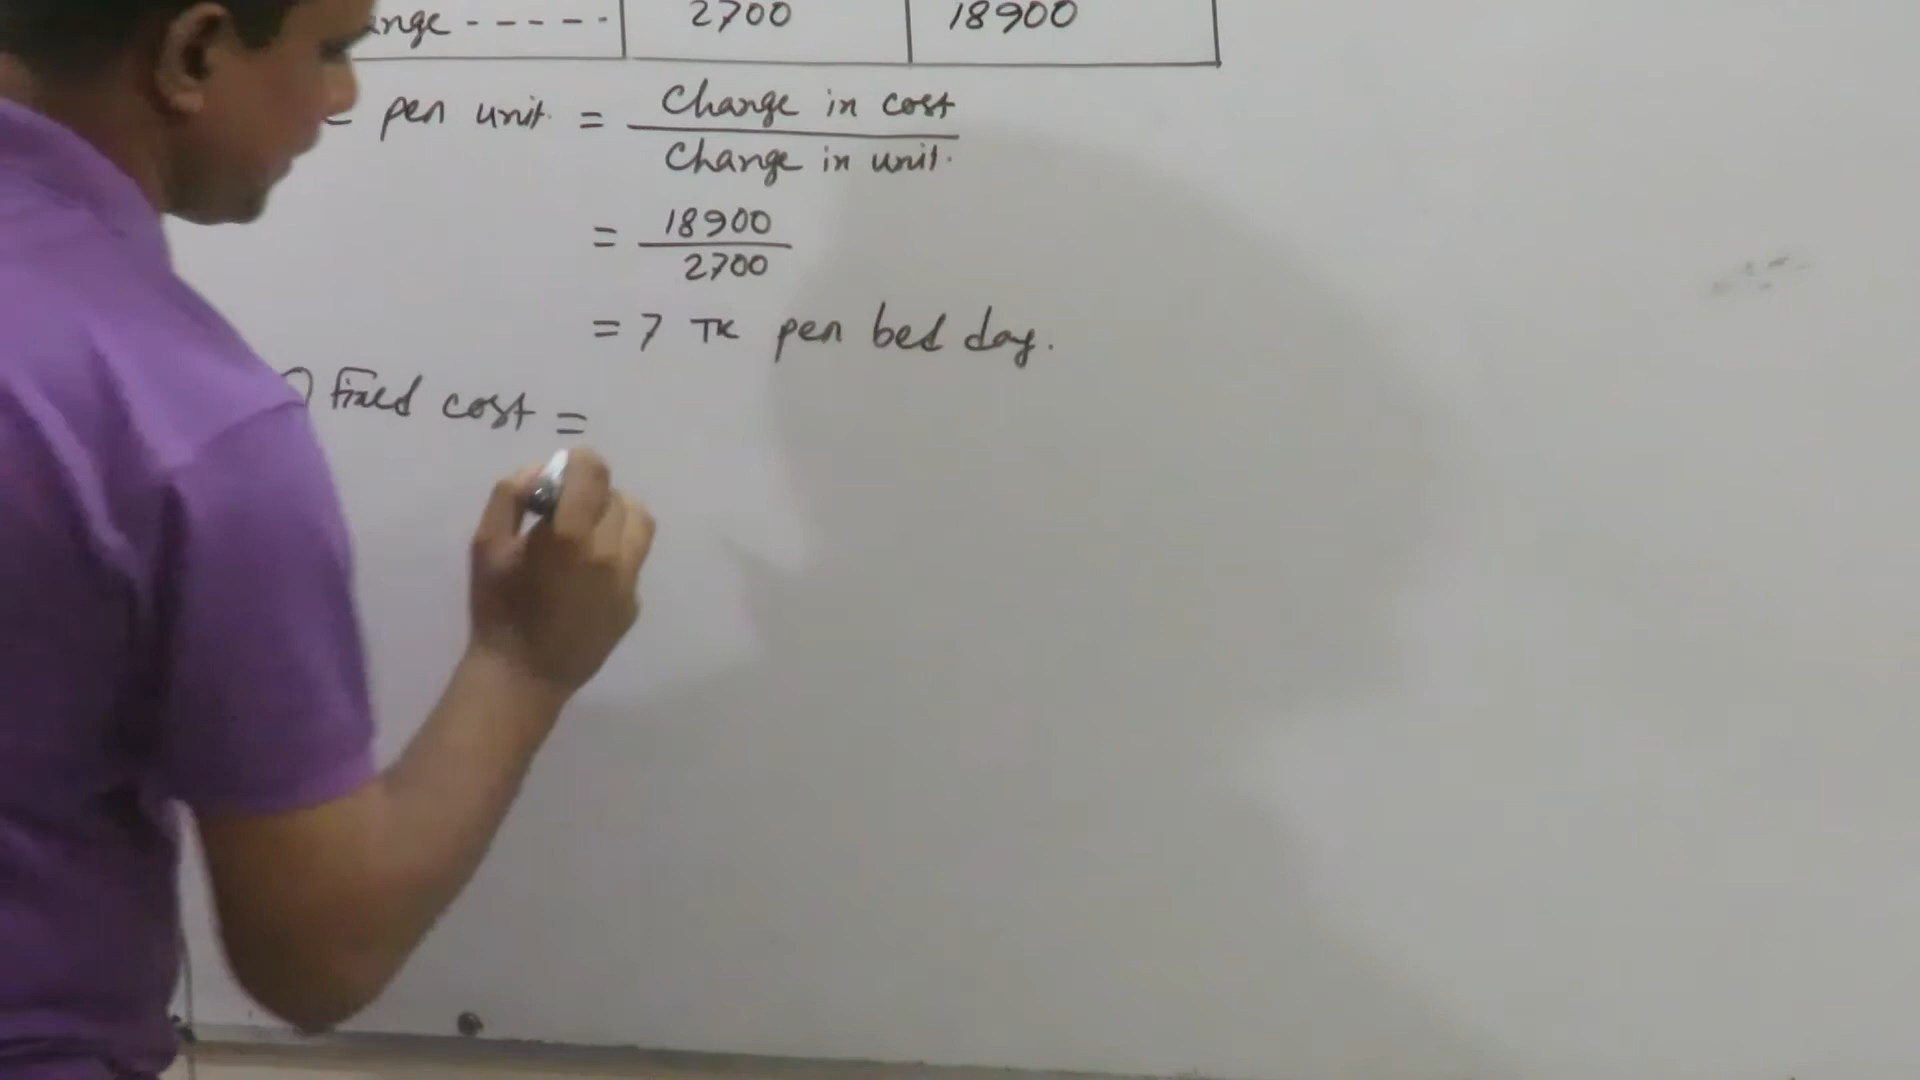 ange ------ 2700 18900
per unit. = Change in cost
Change in unit.
= 18900
2700
= 7 TK per bed day.
fixed cost =